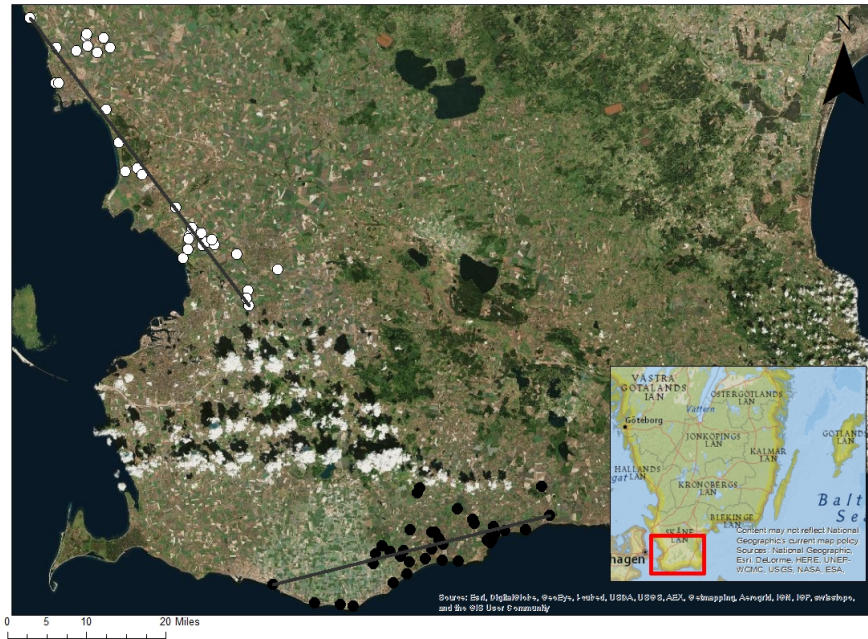 N
VÄSTRA
GÖTALANDS
LÄN
ÖSTERGÖTLANDS
LÄN
Vättern
Göteborg
JÖNKÖPINGS
LÄN
GOTLANDS
LÄN
KALMAR
LÄN
HALLANDS
LÄN
gat
KRONOBERGS
LÄN
BLEKINGE
LÄN
Balt
Se
SKÅNE
LÄN
hagen
Content may not reflect National
Geographic's current map policy.
Sources: National Geographic,
Esri, DeLorme, HERE, UNEP-
WCMC, USGS, NASA, ESA,
Source: Esri, DigitalGlobe, GeoEye, i-cubed, USDA, USGS, AEX, Getmapping, Aerogrid, IGN, IGP, swisstopo,
and the GIS User Community
0 5 10 20 Miles